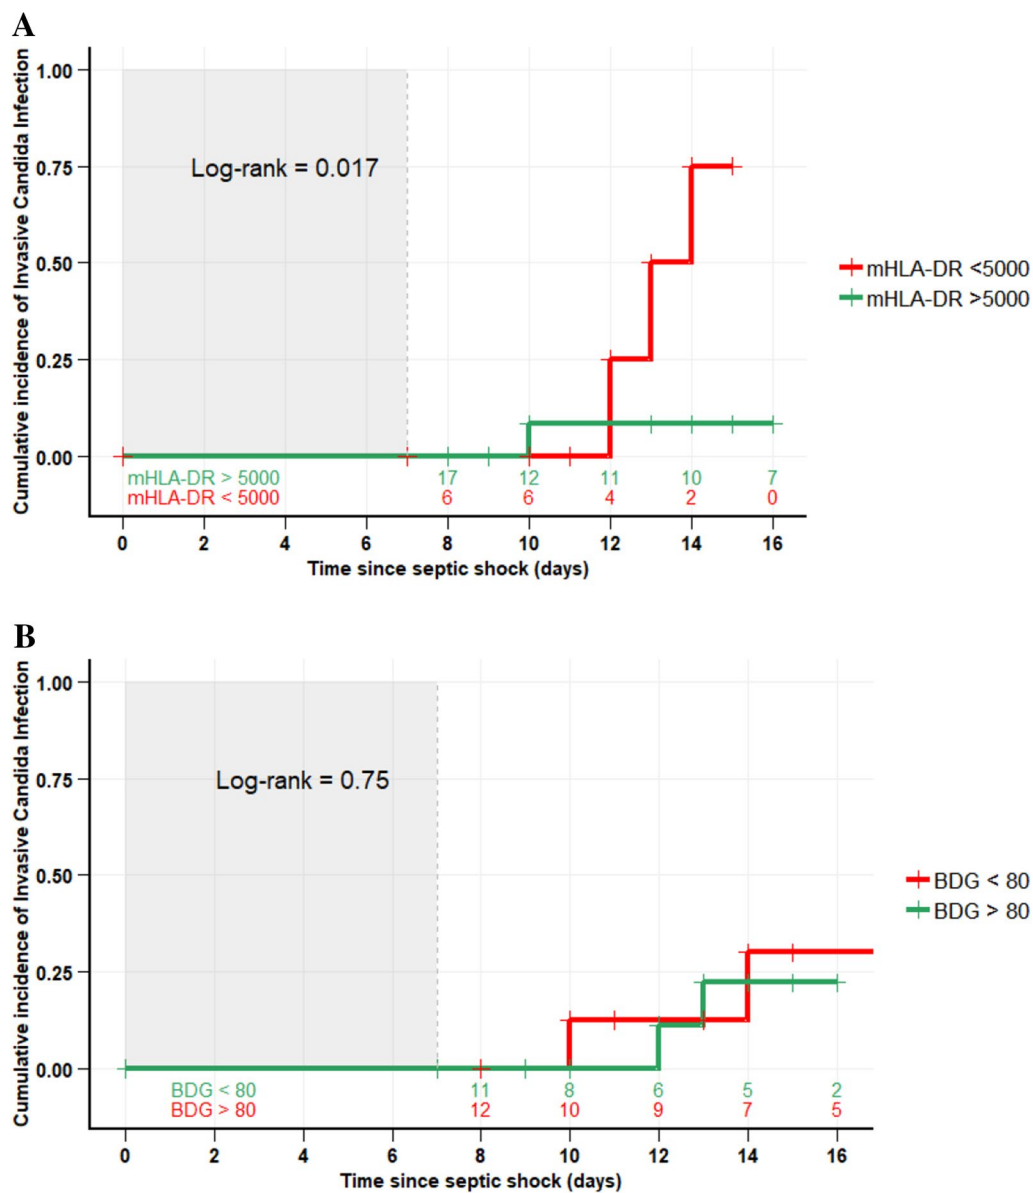 A
Cumulative incidence of Invasive Candida Infection
1.00
0.75
0.50
0.25
0.00
Log-rank = 0.017
mHLA-DR <5000
mHLA-DR >5000
mHLA-DR > 5000 17 12 11 10 7
mHLA-DR < 5000 6 6 4 2 0
0 2 4 6 8 10 12 14 16
Time since septic shock (days)
B
Cumulative incidence of Invasive Candida Infection
1.00
0.75
0.50
0.25
0.00
Log-rank = 0.75
BDG < 80
BDG > 80
BDG < 80 11 8 6 5 2
BDG > 80 12 10 9 7 5
0 2 4 6 8 10 12 14 16
Time since septic shock (days)